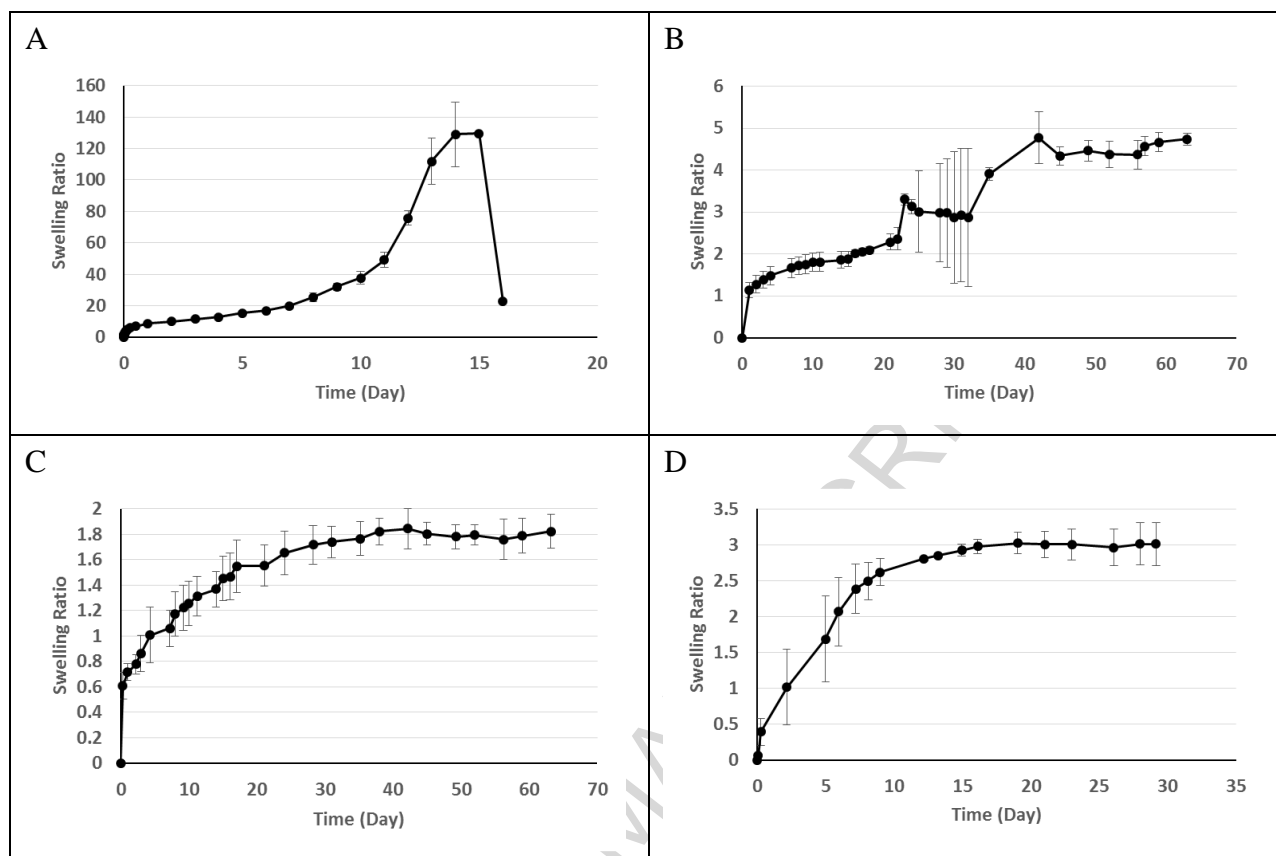 A
Swelling Ratio
160
140
120
100
80
60
40
20
0
0 5 10 15 20
Time (Day)
B
Swelling Ratio
6
5
4
3
2
1
0
0 10 20 30 40 50 60 70
Time (Day)
C
Swelling Ratio
2
1.8
1.6
1.4
1.2
1
0.8
0.6
0.4
0.2
0
0 10 20 30 40 50 60 70
Time (Day)
D
Swelling Ratio
3.5
3
2.5
2
1.5
1
0.5
0
0 5 10 15 20 25 30 35
Time (Day)